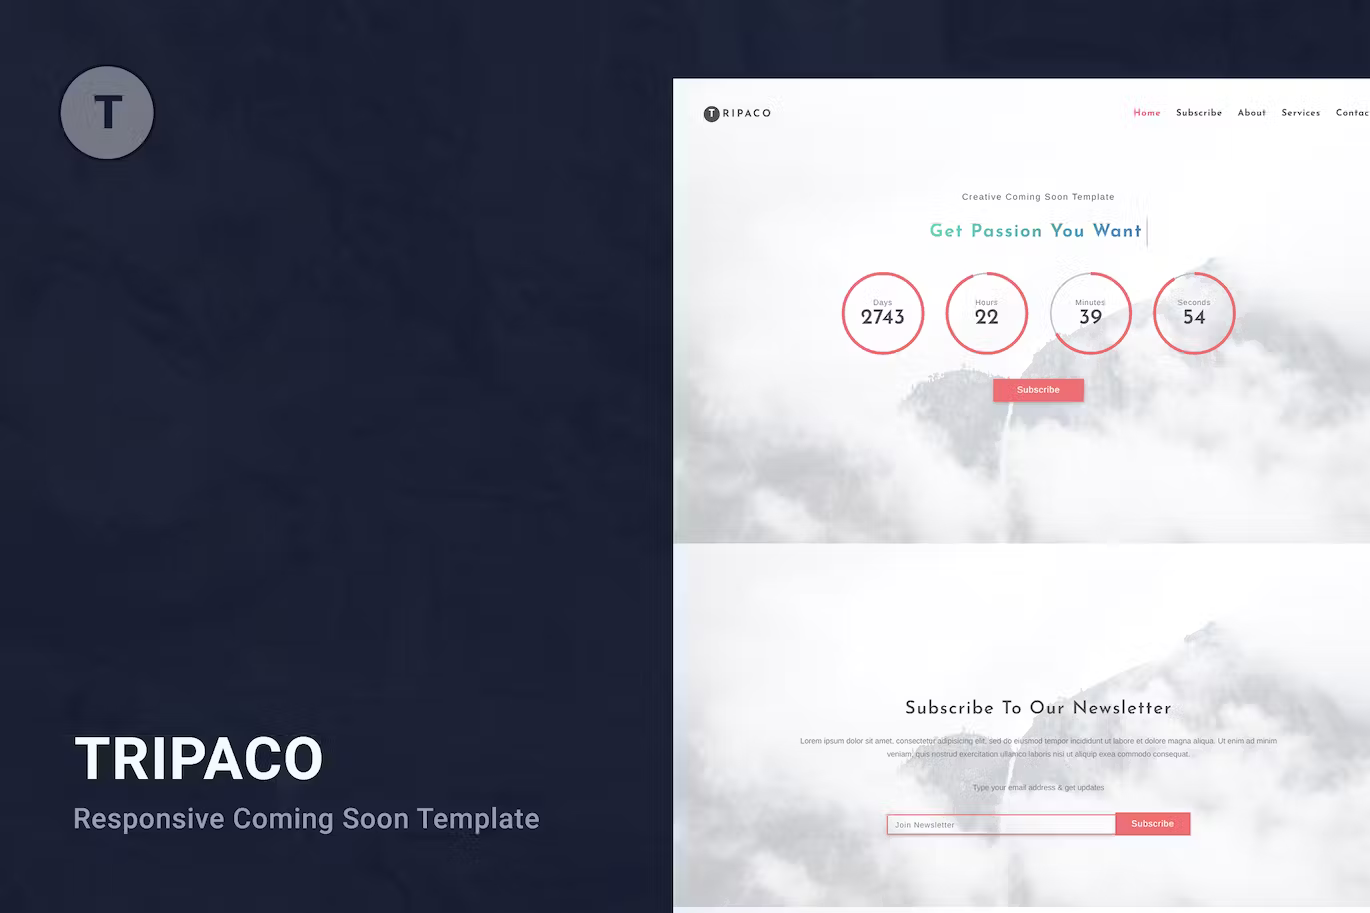 T
TRIPACO
Responsive Coming Soon Template
TRIPACO
Home Subscribe About Services Contac
Creative Coming Soon Template
Get Passion You Want
Days Hours Minutes Seconds
2743 22 39 54
Subscribe
Subscribe To Our Newsletter
Lorem ipsum dolor sit amet, consectetur adipisicing elit, sed do eiusmod tempor incididunt ut labore et dolore magna aliqua. Ut enim ad minim
veniam, quis nostrud exercitation ullamco laboris nisi ut aliquip exea commodo consequat.
Type your email address & get updates
Join Newsletter Subscribe